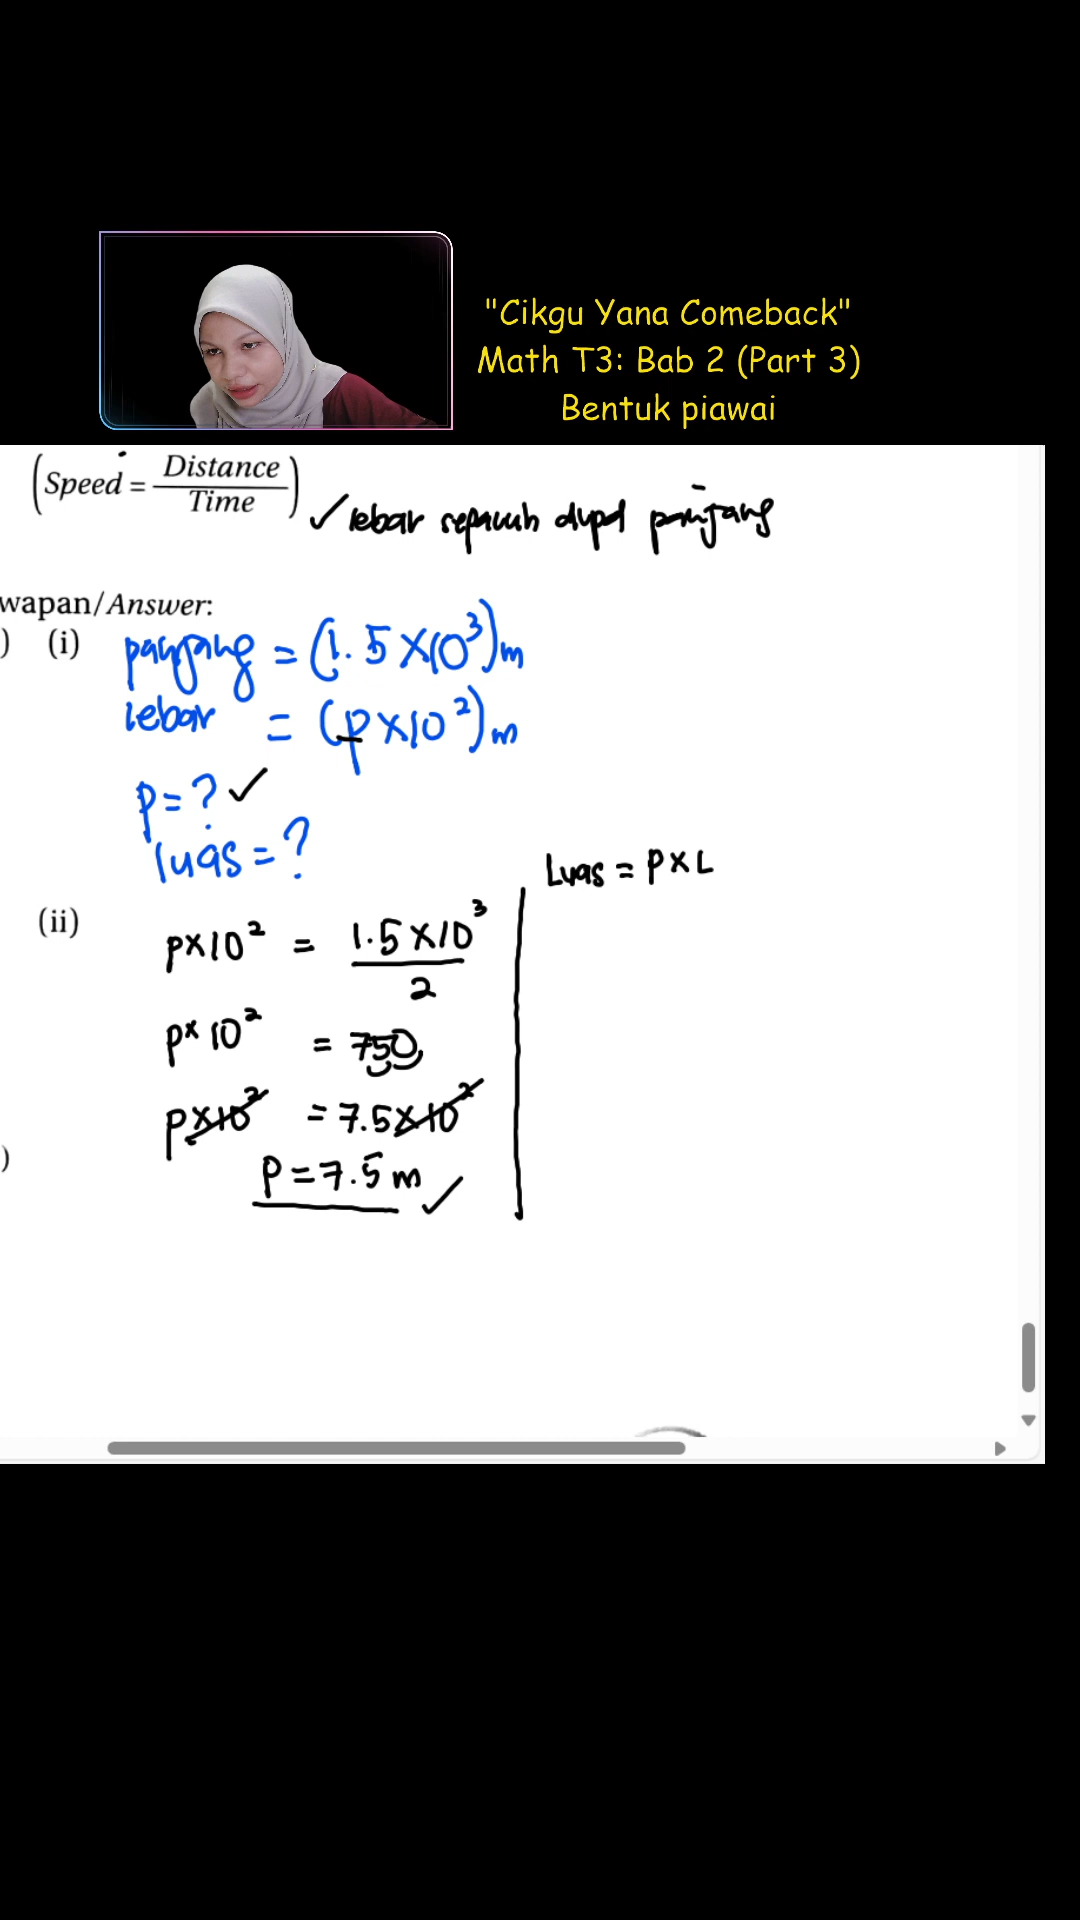 "Cikgu Yana Comeback"
Math T3: Bab 2 (Part 3)
Bentuk piawai
(Speed = Distance / Time)
✓ lebar separuh dvpd panjang
wapan/Answer:
) (i) panjang = (1.5 × 10³) m
lebar = (p × 10²) m
p = ? ✓
luas = ?
Luas = P × L
(ii) p × 10² = 1.5 × 10³ / 2
p × 10² = 750
p × 10² = 7.5 × 10²
)
P = 7.5 m ✓